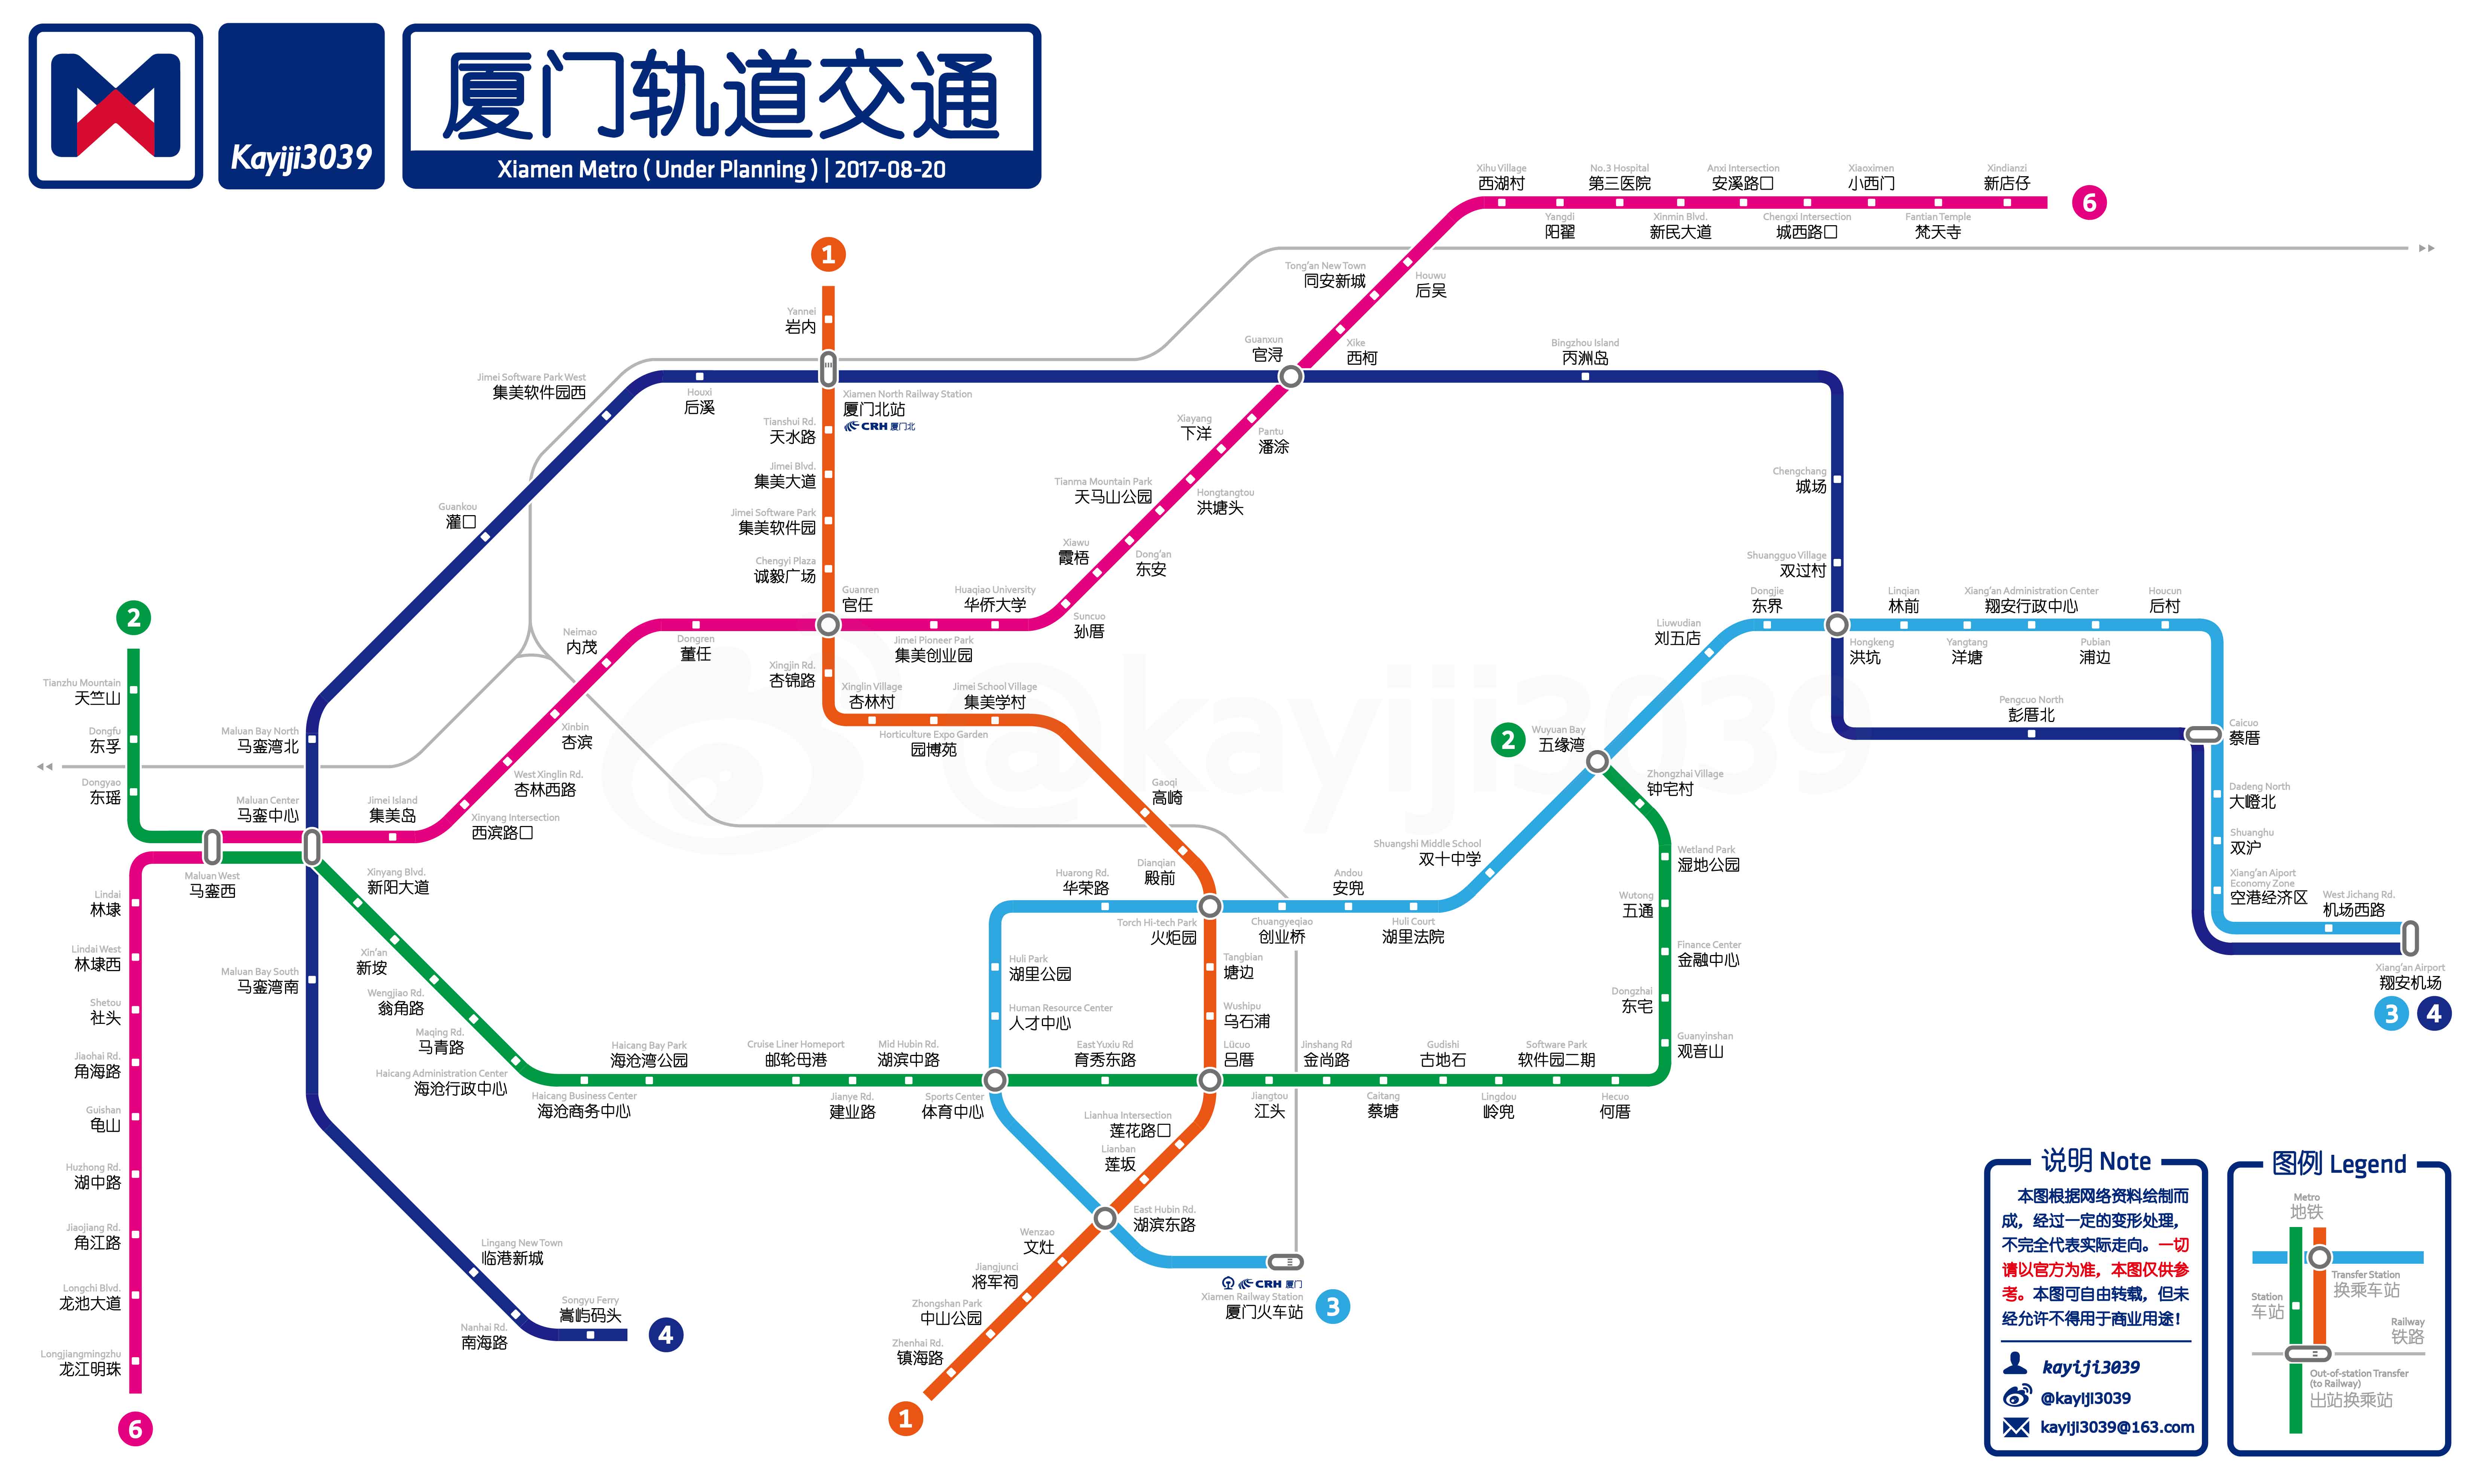 Kayiji3039
厦门轨道交通
Xiamen Metro ( Under Planning ) | 2017-08-20
Xihu Village
西湖村
No.3 Hospital
第三医院
Anxi Intersection
安溪路口
Xiaoximen
小西门
Xindianzi
新店仔
6
Yangdi
阳翟
Xinmin Blvd.
新民大道
Chengxi Intersection
城西路口
Fantian Temple
梵天寺
1
Tong'an New Town
同安新城
Houwu
后吴
Yannei
岩内
Guanxun
官浔
Xike
西柯
Bingzhou Island
丙洲岛
Jimei Software Park West
集美软件园西
Houxi
后溪
Xiamen North Railway Station
厦门北站
CRH 厦门北
Tianshui Rd.
天水路
Xiayang
下洋
Pantu
潘涂
Jimei Blvd.
集美大道
Tianma Mountain Park
天马山公园
Hongtangtou
洪塘头
Chengchang
城场
Guankou
灌口
Jimei Software Park
集美软件园
Xiawu
霞梧
Dong'an
东安
Chengyi Plaza
诚毅广场
Shuangguo Village
双过村
2
Guanren
官任
Huaqiao University
华侨大学
Suncuo
孙厝
Dongjie
东界
Linqian
林前
Xiang'an Administration Center
翔安行政中心
Houcun
后村
Neimao
内茂
Dongren
董任
Jimei Pioneer Park
集美创业园
Liuwudian
刘五店
Hongkeng
洪坑
Yangtang
洋塘
Pubian
浦边
Tianzhu Mountain
天竺山
Xingjin Rd.
杏锦路
Xinglin Village
杏林村
Jimei School Village
集美学村
@kayiji3039
Pengcuo North
彭厝北
Dongfu
东孚
Maluan Bay North
马銮湾北
Xinbin
杏滨
Horticulture Expo Garden
园博苑
2
Wuyuan Bay
五缘湾
Caicuo
蔡厝
Dongyao
东瑶
West Xinglin Rd.
杏林西路
Gaoqi
高崎
Zhongzhai Village
钟宅村
Dadeng North
大嶝北
Maluan Center
马銮中心
Jimei Island
集美岛
Xinyang Intersection
西滨路口
Shuangshi Middle School
双十中学
Wetland Park
湿地公园
Shuanghu
双沪
Maluan West
马銮西
Xinyang Blvd.
新阳大道
Dianqian
殿前
Huarong Rd.
华荣路
Andou
安兜
Xiang'an Aiport
Economy Zone
空港经济区
West Jichang Rd.
机场西路
Lindai
林埭
Torch Hi-tech Park
火炬园
Chuangyeqiao
创业桥
Huli Court
湖里法院
Wutong
五通
Lindai West
林埭西
Xin'an
新垵
Huli Park
湖里公园
Tangbian
塘边
Finance Center
金融中心
Xiang'an Airport
翔安机场
3
4
Maluan Bay South
马銮湾南
Wengjiao Rd.
翁角路
Human Resource Center
人才中心
Wushipu
乌石浦
Dongzhai
东宅
Shetou
社头
Maqing Rd.
马青路
Haicang Bay Park
海沧湾公园
Cruise Liner Homeport
邮轮母港
Mid Hubin Rd.
湖滨中路
East Yuxiu Rd
育秀东路
Lücuo
吕厝
Jinshang Rd
金尚路
Gudishi
古地石
Software Park
软件园二期
Guanyinshan
观音山
Jiaohai Rd.
角海路
Haicang Administration Center
海沧行政中心
Haicang Business Center
海沧商务中心
Jianye Rd.
建业路
Sports Center
体育中心
Jiangtou
江头
Caitang
蔡塘
Lingdou
岭兜
Hecuo
何厝
Guishan
龟山
Lianhua Intersection
莲花路口
Lianban
莲坂
Huzhong Rd.
湖中路
East Hubin Rd.
湖滨东路
Jiaojiang Rd.
角江路
Lingang New Town
临港新城
Wenzao
文灶
Jiangjunci
将军祠
CRH 厦门
Xiamen Railway Station
厦门火车站
3
Longchi Blvd.
龙池大道
Songyu Ferry
嵩屿码头
Nanhai Rd.
南海路
4
Zhongshan Park
中山公园
Zhenhai Rd.
镇海路
Longjiangmingzhu
龙江明珠
6
1
说明 Note
本图根据网络资料绘制而
成，经过一定的变形处理，
不完全代表实际走向。一切
请以官方为准，本图仅供参
考。本图可自由转载，但未
经允许不得用于商业用途！
kayiji3039
@kayiji3039
kayiji3039@163.com
图例 Legend
Metro
地铁
Transfer Station
换乘车站
Station
车站
Railway
铁路
Out-of-station Transfer
(to Railway)
出站换乘站